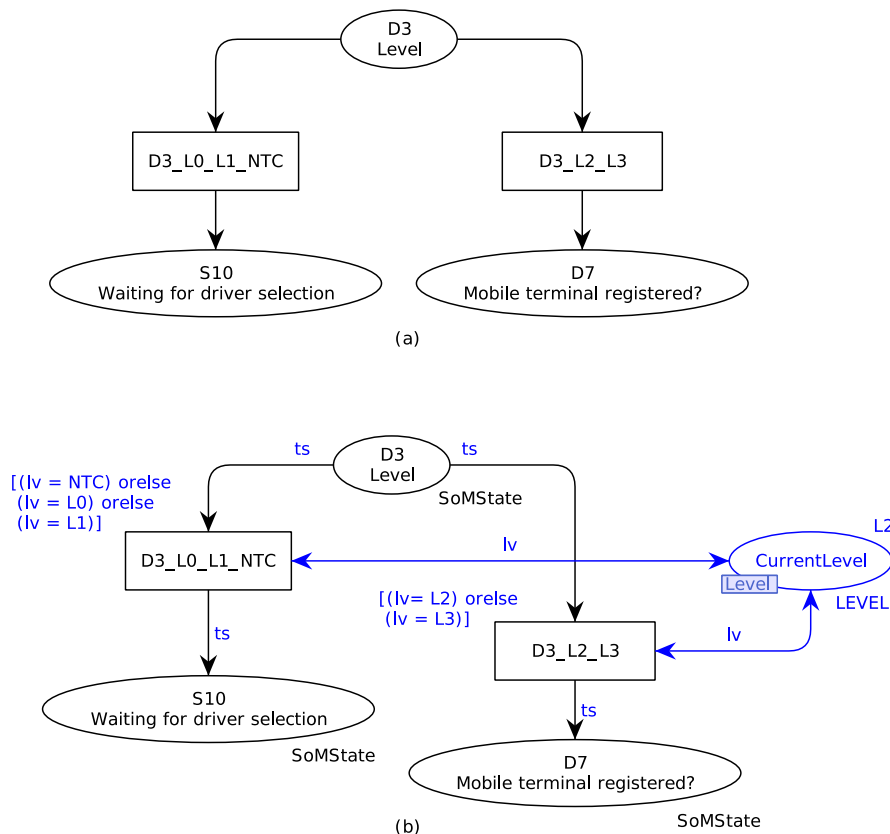 D3
Level
D3_L0_L1_NTC
D3_L2_L3
S10
Waiting for driver selection
D7
Mobile terminal registered?
(a)
ts
ts
D3
Level
SoMState
[(lv = NTC) orelse
(lv = L0) orelse
(lv = L1)]
L2
D3_L0_L1_NTC
lv
CurrentLevel
Level
LEVEL
[(lv= L2) orelse
(lv = L3)]
ts
D3_L2_L3
lv
S10
Waiting for driver selection
SoMState
ts
D7
Mobile terminal registered?
SoMState
(b)